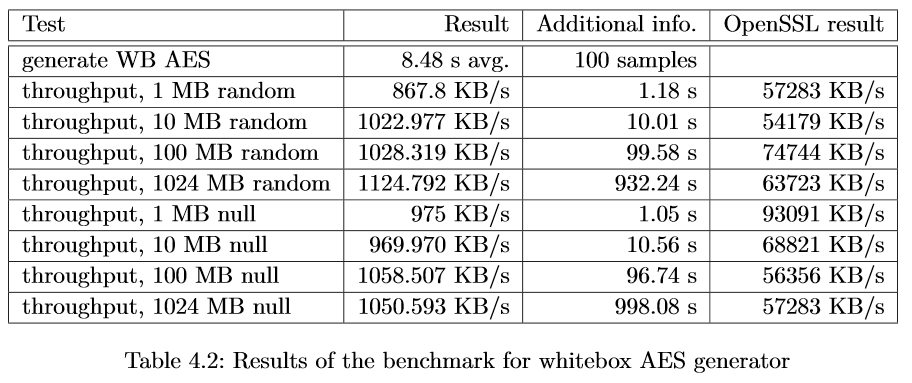 Test Result Additional info. OpenSSL result
generate WB AES 8.48 s avg. 100 samples
throughput, 1 MB random 867.8 KB/s 1.18 s 57283 KB/s
throughput, 10 MB random 1022.977 KB/s 10.01 s 54179 KB/s
throughput, 100 MB random 1028.319 KB/s 99.58 s 74744 KB/s
throughput, 1024 MB random 1124.792 KB/s 932.24 s 63723 KB/s
throughput, 1 MB null 975 KB/s 1.05 s 93091 KB/s
throughput, 10 MB null 969.970 KB/s 10.56 s 68821 KB/s
throughput, 100 MB null 1058.507 KB/s 96.74 s 56356 KB/s
throughput, 1024 MB null 1050.593 KB/s 998.08 s 57283 KB/s
Table 4.2: Results of the benchmark for whitebox AES generator